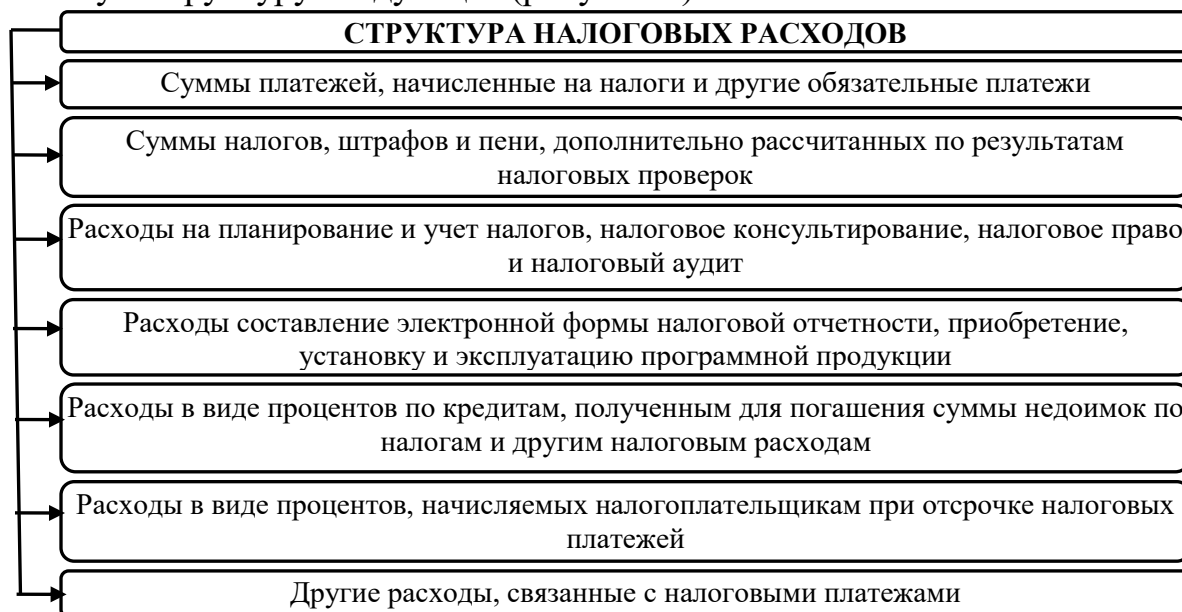 СТРУКТУРА НАЛОГОВЫХ РАСХОДОВ
Суммы платежей, начисленные на налоги и другие обязательные платежи
Суммы налогов, штрафов и пени, дополнительно рассчитанных по результатам
налоговых проверок
Расходы на планирование и учет налогов, налоговое консультирование, налоговое право
и налоговый аудит
Расходы составление электронной формы налоговой отчетности, приобретение,
установку и эксплуатацию программной продукции
Расходы в виде процентов по кредитам, полученным для погашения суммы недоимок по
налогам и другим налоговым расходам
Расходы в виде процентов, начисляемых налогоплательщикам при отсрочке налоговых
платежей
Другие расходы, связанные с налоговыми платежами